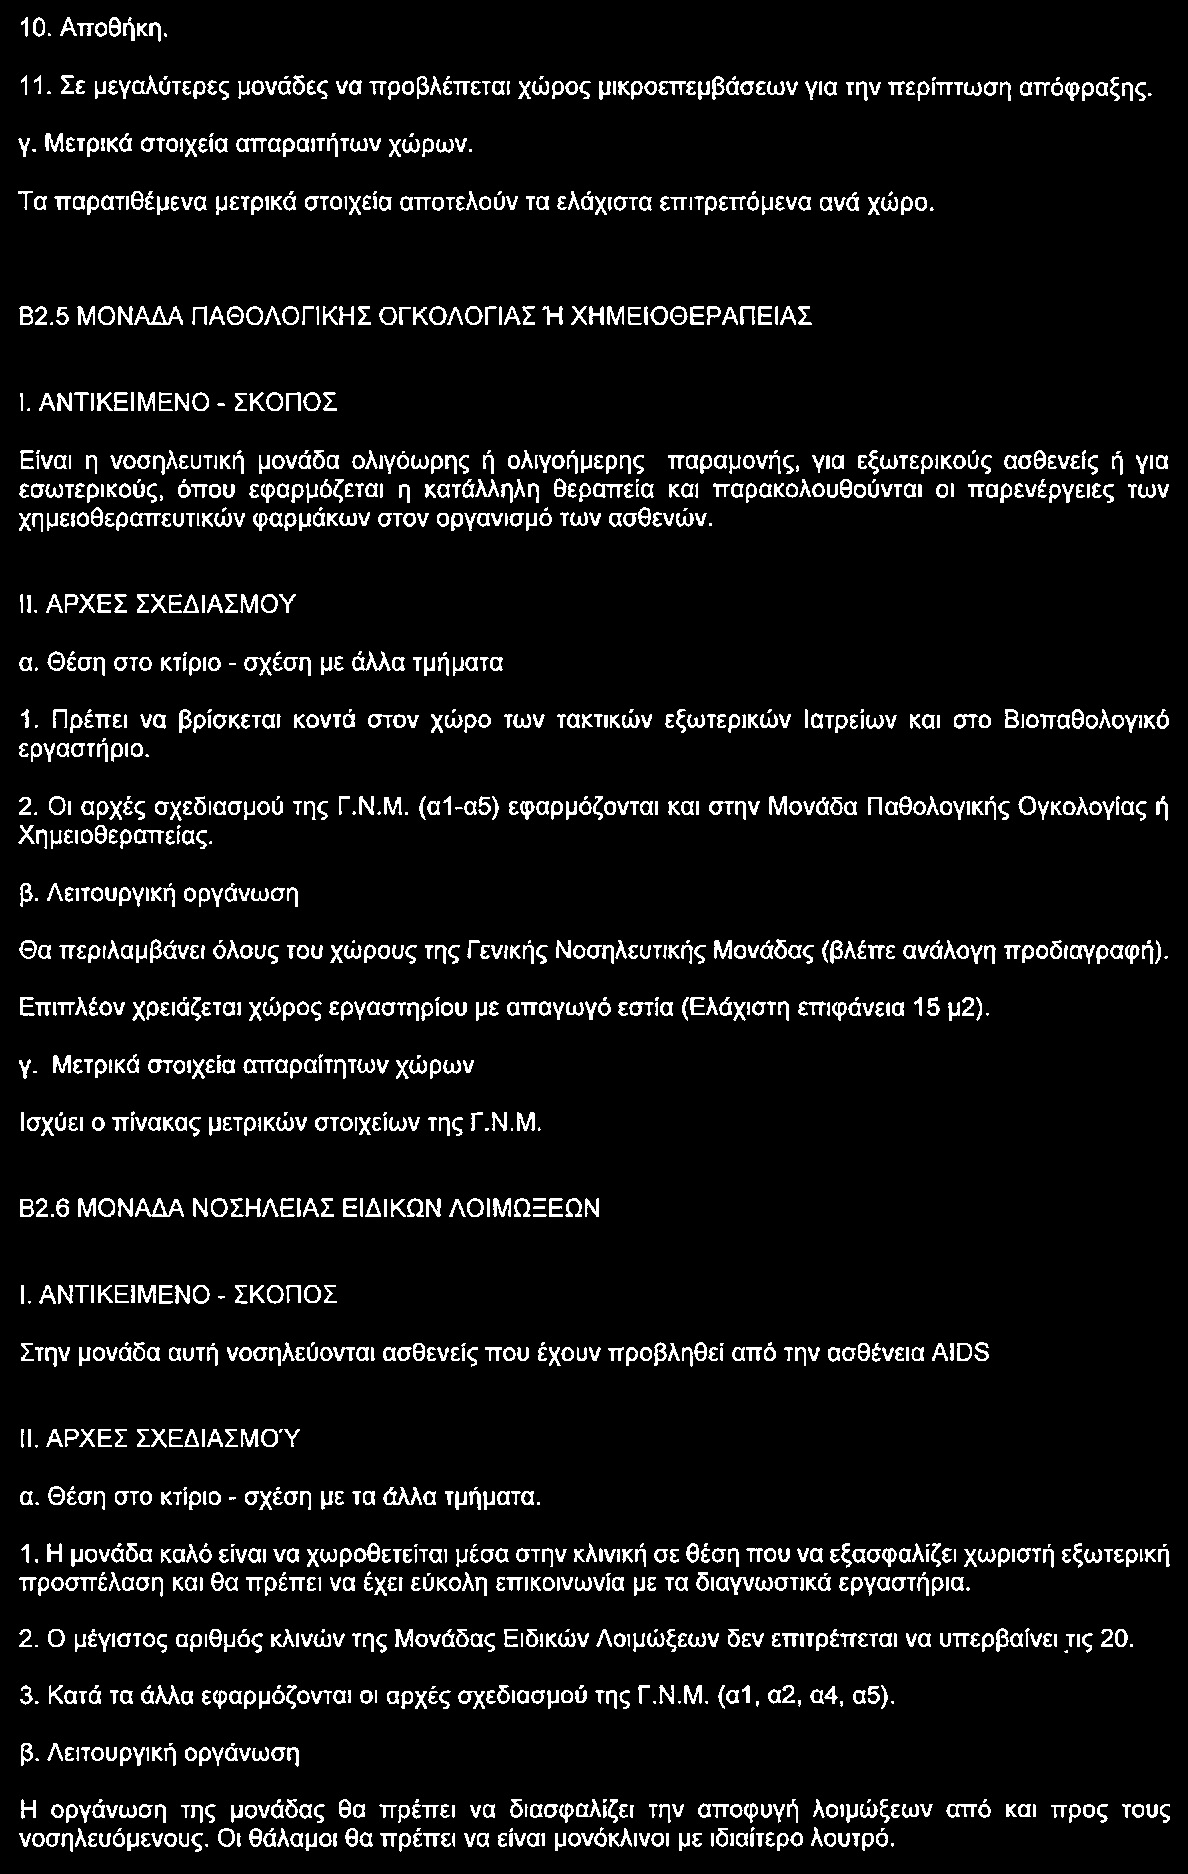 10. Αποθήκη.
11. Σε μεγαλύτερες μονάδες να προβλέπεται χώρος μικροεπεμβάσεων για την περίπτωση απόφραξης.
γ. Μετρικά στοιχεία απαραιτήτων χώρων.
Τα παρατιθέμενα μετρικά στοιχεία αποτελούν τα ελάχιστα επιτρεπόμενα ανά χώρο.
Β2.5 ΜΟΝΑΔΑ ΠΑΘΟΛΟΓΙΚΗΣ ΟΓΚΟΛΟΓΙΑΣ Ή ΧΗΜΕΙΟΘΕΡΑΠΕΙΑΣ
Ι. ΑΝΤΙΚΕΙΜΕΝΟ - ΣΚΟΠΟΣ
Είναι η νοσηλευτική μονάδα ολιγόωρης ή ολιγοήμερης παραμονής, για εξωτερικούς ασθενείς ή για
εσωτερικούς, όπου εφαρμόζεται η κατάλληλη θεραπεία και παρακολουθούνται οι παρενέργειες των
χημειοθεραπευτικών φαρμάκων στον οργανισμό των ασθενών.
ΙΙ. ΑΡΧΕΣ ΣΧΕΔΙΑΣΜΟΥ
α. Θέση στο κτίριο - σχέση με άλλα τμήματα
1. Πρέπει να βρίσκεται κοντά στον χώρο των τακτικών εξωτερικών Ιατρείων και στο Βιοπαθολογικό
εργαστήριο.
2. Οι αρχές σχεδιασμού της Γ.Ν.Μ. (α1-α5) εφαρμόζονται και στην Μονάδα Παθολογικής Ογκολογίας ή
Χημειοθεραπείας.
β. Λειτουργική οργάνωση
Θα περιλαμβάνει όλους του χώρους της Γενικής Νοσηλευτικής Μονάδας (βλέπε ανάλογη προδιαγραφή).
Επιπλέον χρειάζεται χώρος εργαστηρίου με απαγωγό εστία (Ελάχιστη επιφάνεια 15 μ2).
γ. Μετρικά στοιχεία απαραίτητων χώρων
Ισχύει ο πίνακας μετρικών στοιχείων της Γ.Ν.Μ.
Β2.6 ΜΟΝΑΔΑ ΝΟΣΗΛΕΙΑΣ ΕΙΔΙΚΩΝ ΛΟΙΜΩΞΕΩΝ
Ι. ΑΝΤΙΚΕΙΜΕΝΟ - ΣΚΟΠΟΣ
Στην μονάδα αυτή νοσηλεύονται ασθενείς που έχουν προβληθεί από την ασθένεια AIDS
ΙΙ. ΑΡΧΕΣ ΣΧΕΔΙΑΣΜΟΎ
α. Θέση στο κτίριο - σχέση με τα άλλα τμήματα.
1. Η μονάδα καλό είναι να χωροθετείται μέσα στην κλινική σε θέση που να εξασφαλίζει χωριστή εξωτερική
προσπέλαση και θα πρέπει να έχει εύκολη επικοινωνία με τα διαγνωστικά εργαστήρια.
2. Ο μέγιστος αριθμός κλινών της Μονάδας Ειδικών Λοιμώξεων δεν επιτρέπεται να υπερβαίνει τις 20.
3. Κατά τα άλλα εφαρμόζονται οι αρχές σχεδιασμού της Γ.Ν.Μ. (α1, α2, α4, α5).
β. Λειτουργική οργάνωση
Η οργάνωση της μονάδας θα πρέπει να διασφαλίζει την αποφυγή λοιμώξεων από και προς τους
νοσηλευόμενους. Οι θάλαμοι θα πρέπει να είναι μονόκλινοι με ιδιαίτερο λουτρό.